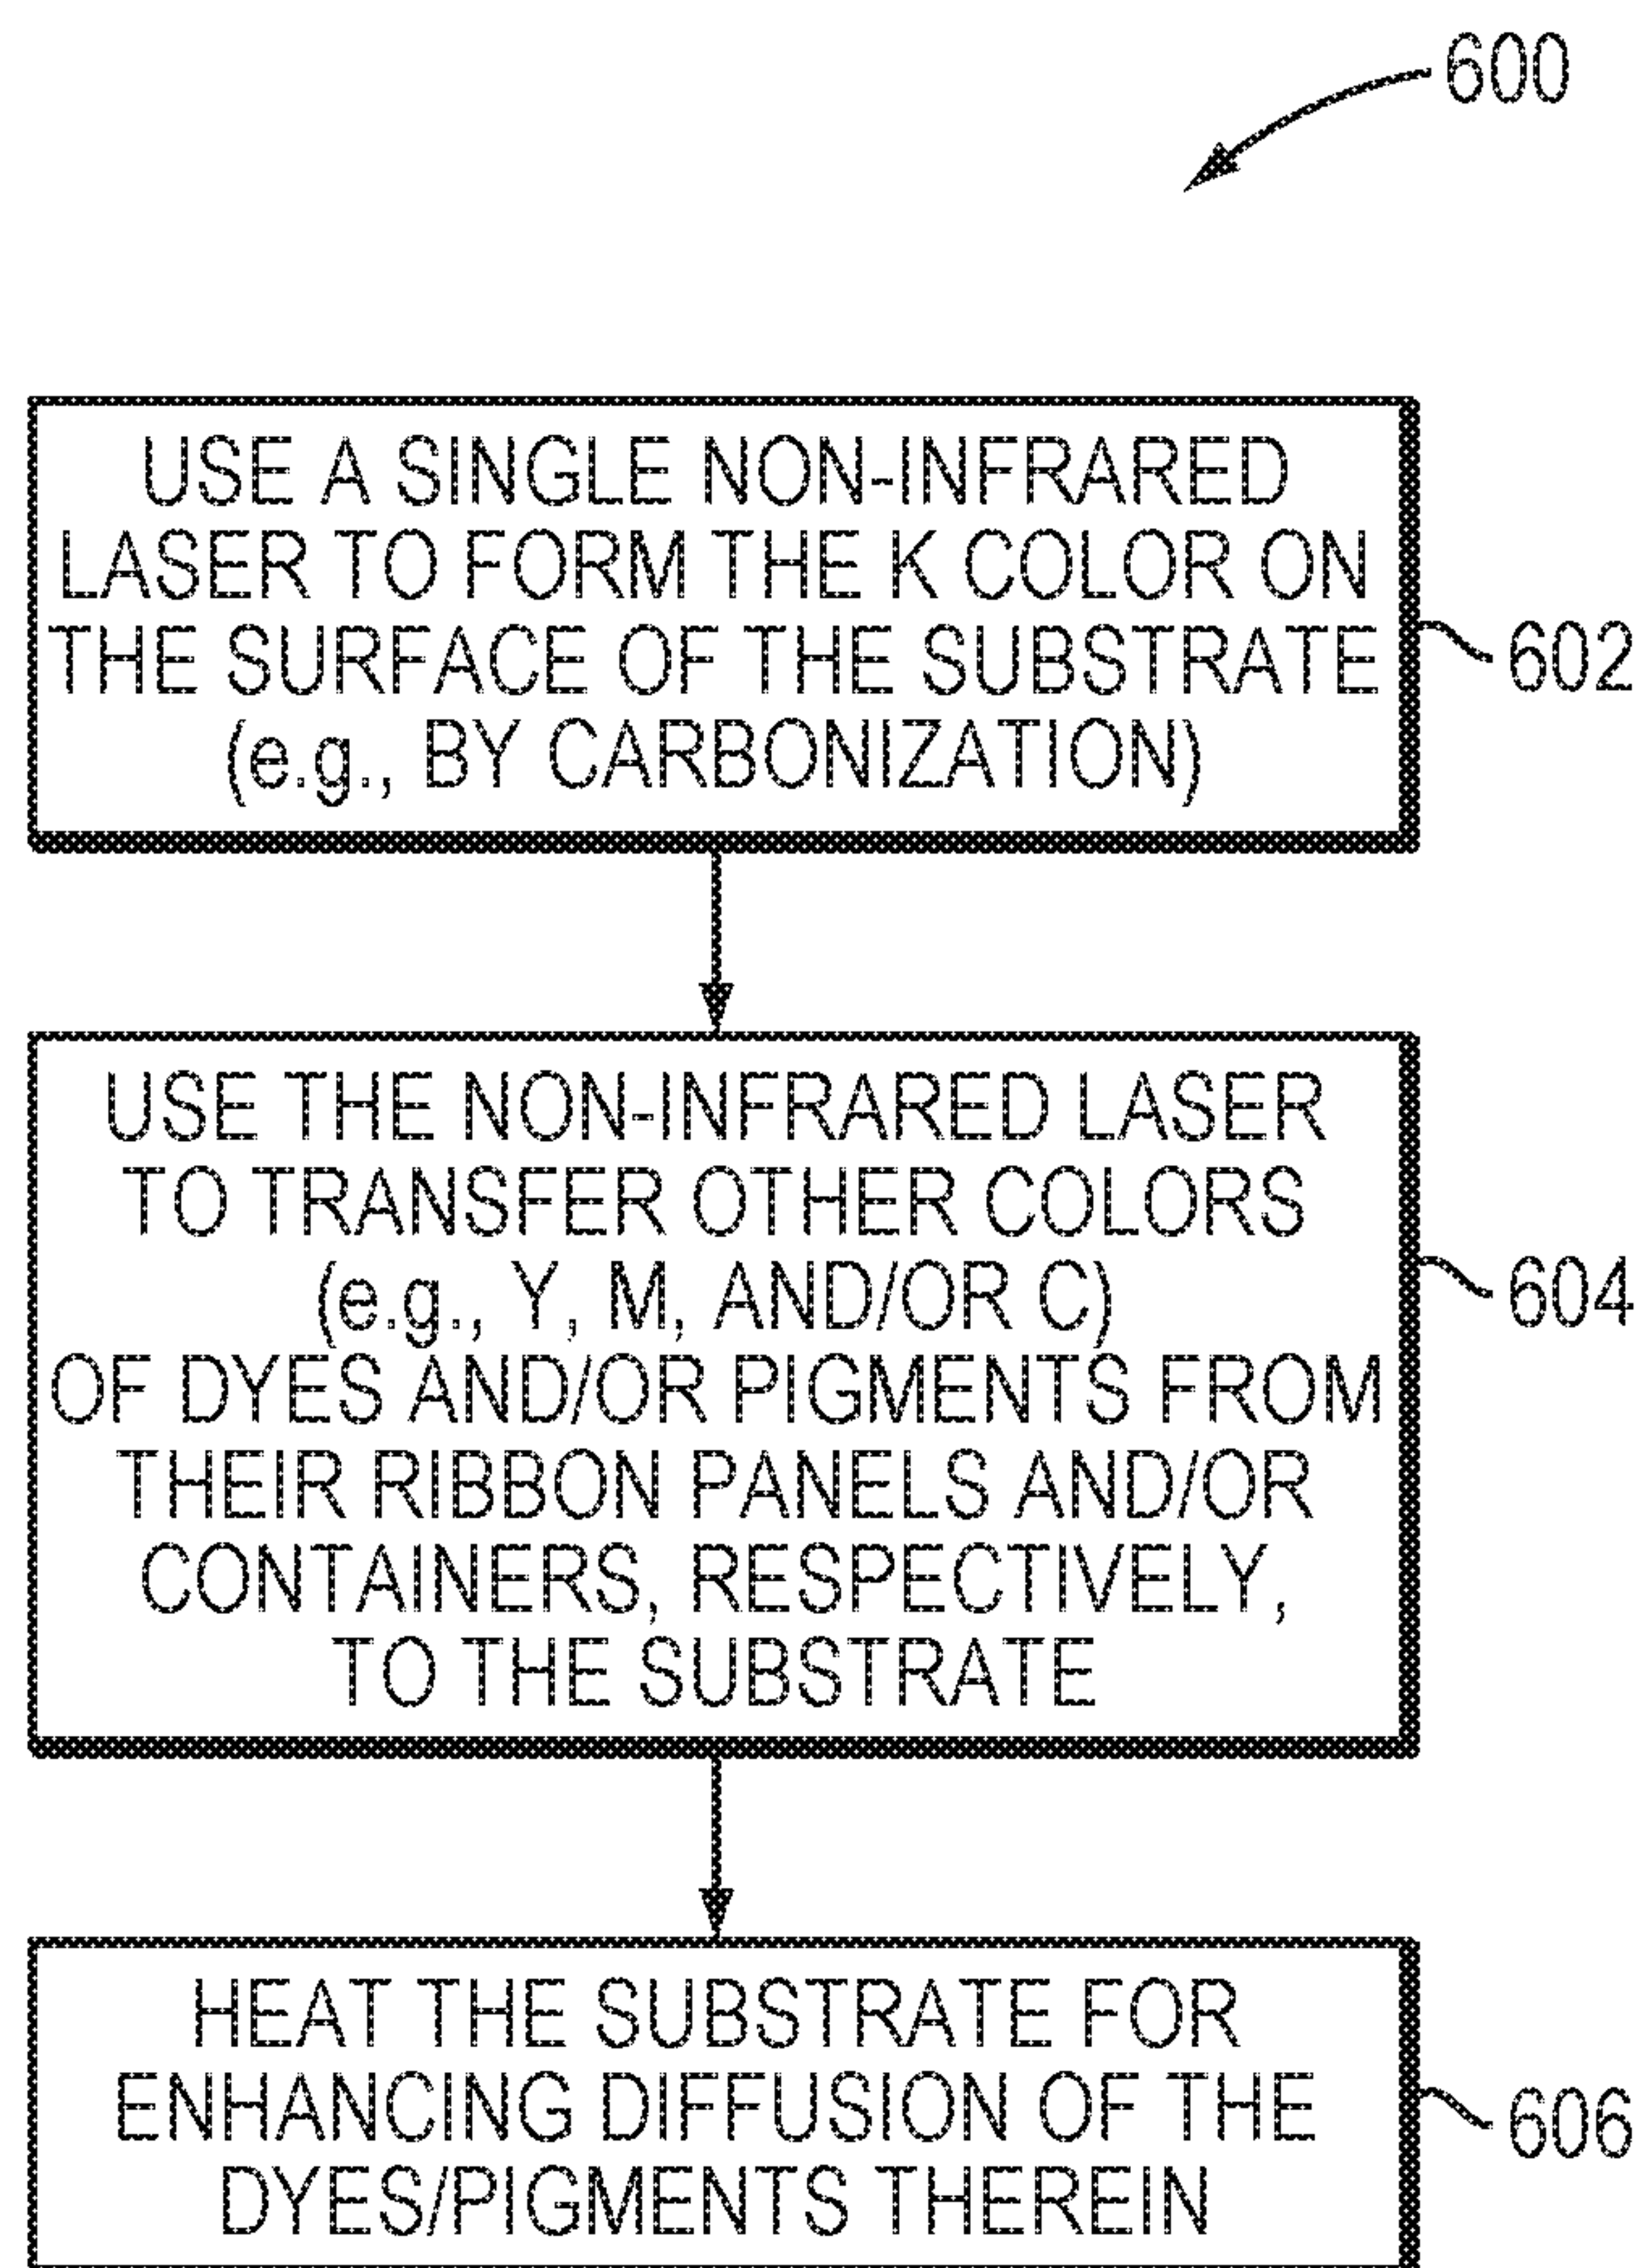 600
USE A SINGLE NON-INFRARED
LASER TO FORM THE K COLOR ON
THE SURFACE OF THE SUBSTRATE
(e.g., BY CARBONIZATION)
602
USE THE NON-INFRARED LASER
TO TRANSFER OTHER COLORS
(e.g., Y, M, AND/OR C)
OF DYES AND/OR PIGMENTS FROM
THEIR RIBBON PANELS AND/OR
CONTAINERS, RESPECTIVELY,
TO THE SUBSTRATE
604
HEAT THE SUBSTRATE FOR
ENHANCING DIFFUSION OF THE
DYES/PIGMENTS THEREIN
606